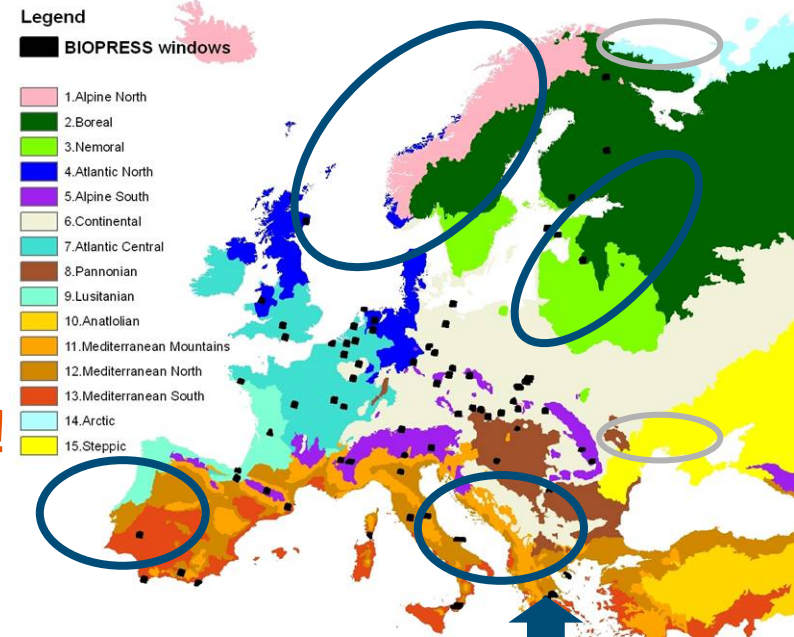 Legend
BIOPRESS windows
1.Alpine North
2.Boreal
3.Nemoral
4.Atlantic North
5.Alpine South
6.Continental
7.Atlantic Central
8.Pannonian
9.Lusitanian
10.Anatlolian
11.Mediterranean Mountains
12.Mediterranean North
13.Mediterranean South
14.Arctic
!
15.Steppic